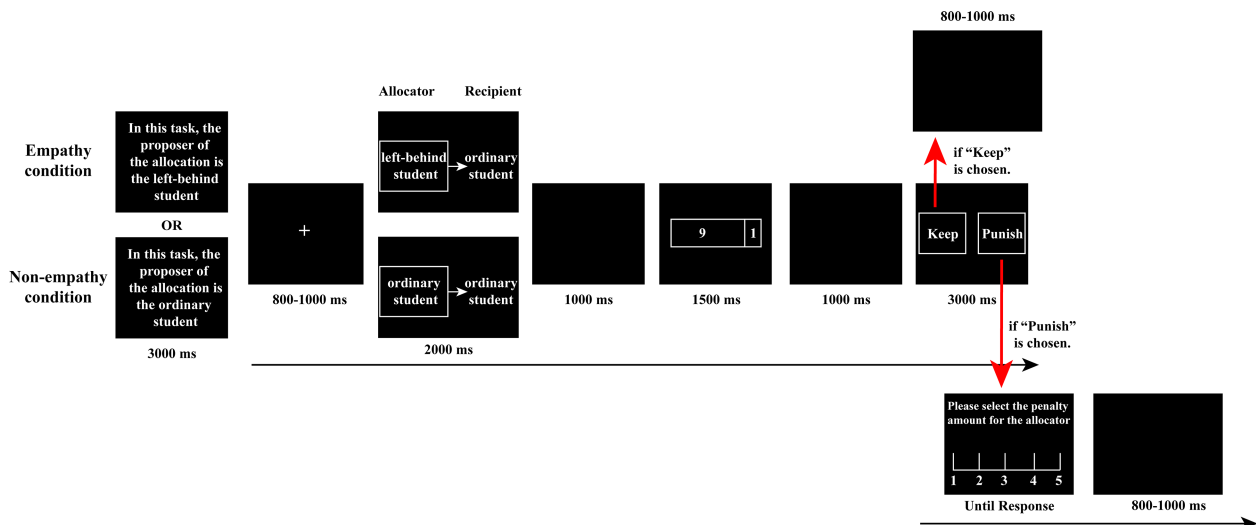 Empathy
condition
Non-empathy
condition
In this task, the
proposer of
the allocation is
the left-behind
student
OR
In this task, the
proposer of
the allocation is
the ordinary
student
3000 ms
+
800-1000 ms
Allocator Recipient
left-behind
student
ordinary
student
ordinary
student
ordinary
student
2000 ms
1000 ms
9 1
1500 ms
1000 ms
800-1000 ms
if “Keep”
is chosen.
Keep Punish
3000 ms
if “Punish”
is chosen.
Please select the penalty
amount for the allocator
1 2 3 4 5
Until Response
800-1000 ms